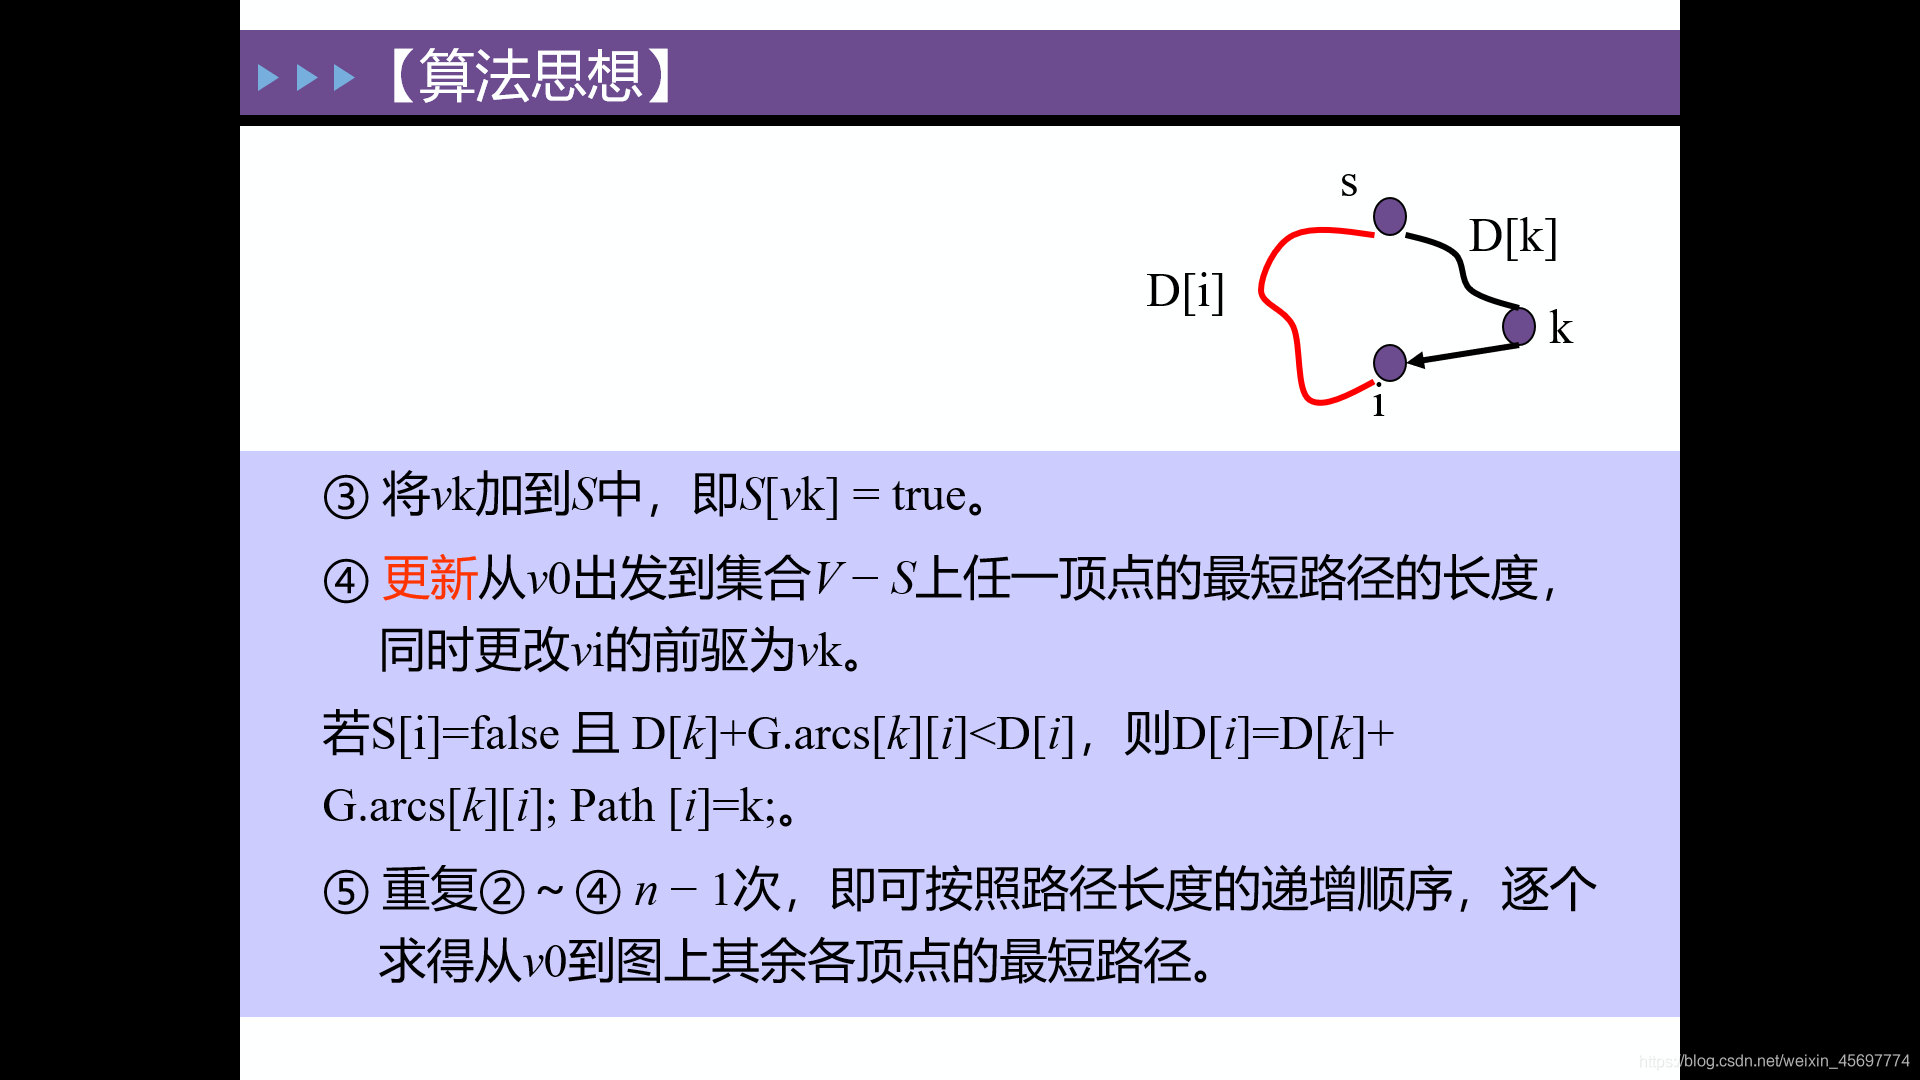 【算法思想】
s
D[k]
D[i]
k
i
③ 将vk加到S中，即S[vk] = true。
④ 更新从v0出发到集合V − S上任一顶点的最短路径的长度，
同时更改vi的前驱为vk。
若S[i]=false 且 D[k]+G.arcs[k][i]<D[i]，则D[i]=D[k]+
G.arcs[k][i]; Path [i]=k;。
⑤ 重复②~④ n − 1次，即可按照路径长度的递增顺序，逐个
求得从v0到图上其余各顶点的最短路径。
https://blog.csdn.net/weixin_45697774